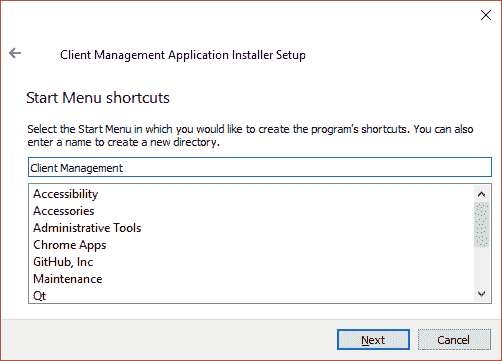 Client Management Application Installer Setup
Start Menu shortcuts
Select the Start Menu in which you would like to create the program's shortcuts. You can also
enter a name to create a new directory.
Client Management
Accessibility
Accessories
Administrative Tools
Chrome Apps
GitHub, Inc
Maintenance
Qt
Next
Cancel